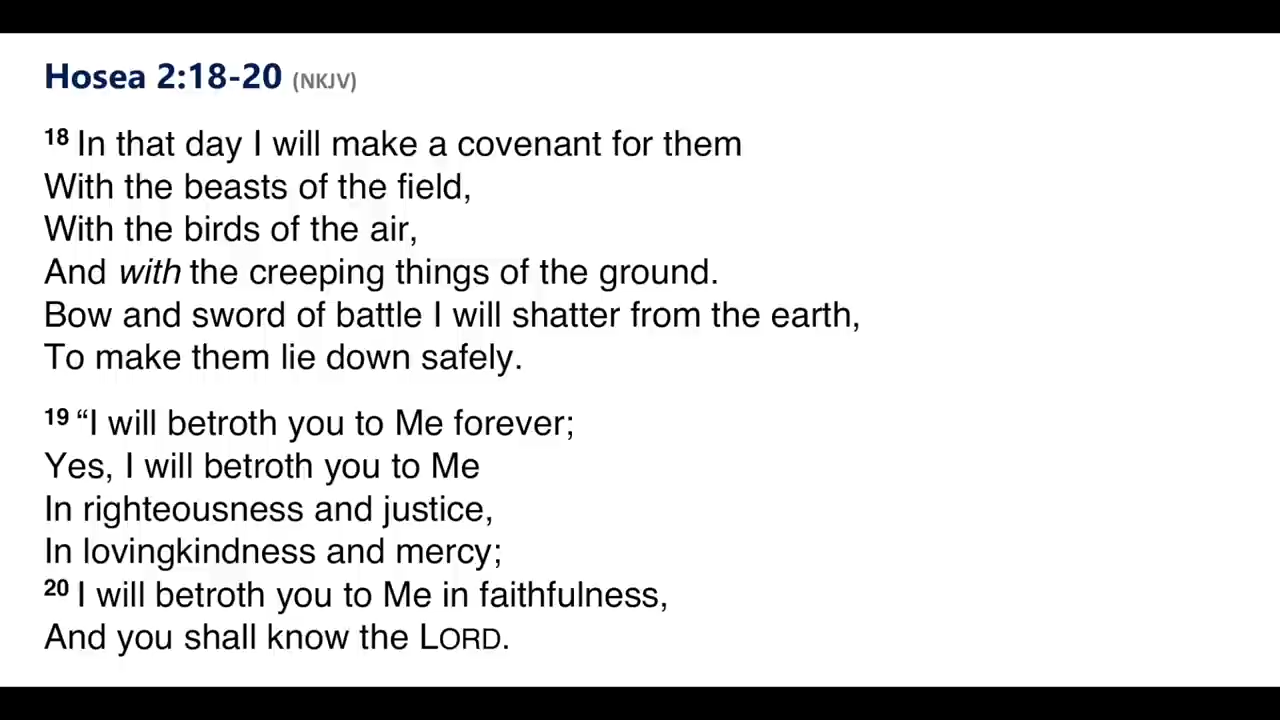 Hosea 2:18-20 (NKJV)
18 In that day I will make a covenant for them
With the beasts of the field,
With the birds of the air,
And with the creeping things of the ground.
Bow and sword of battle I will shatter from the earth,
To make them lie down safely.
19 “I will betroth you to Me forever;
Yes, I will betroth you to Me
In righteousness and justice,
In lovingkindness and mercy;
20 I will betroth you to Me in faithfulness,
And you shall know the LORD.